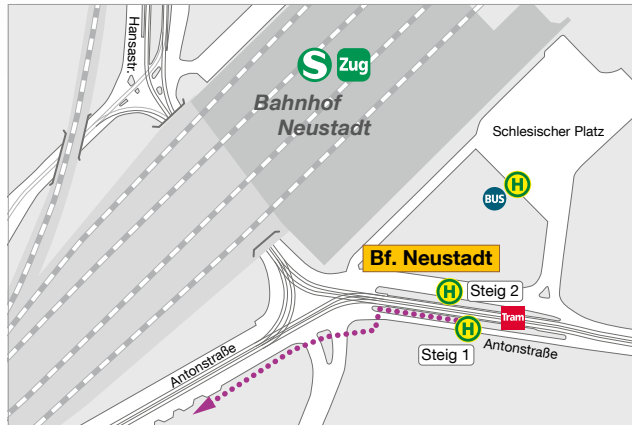 Hansastr.
S
Zug
Bahnhof
Neustadt
Schlesischer Platz
H
BUS
Bf. Neustadt
H
Steig 2
Tram
H
Steig 1
Antonstraße
Antonstraße